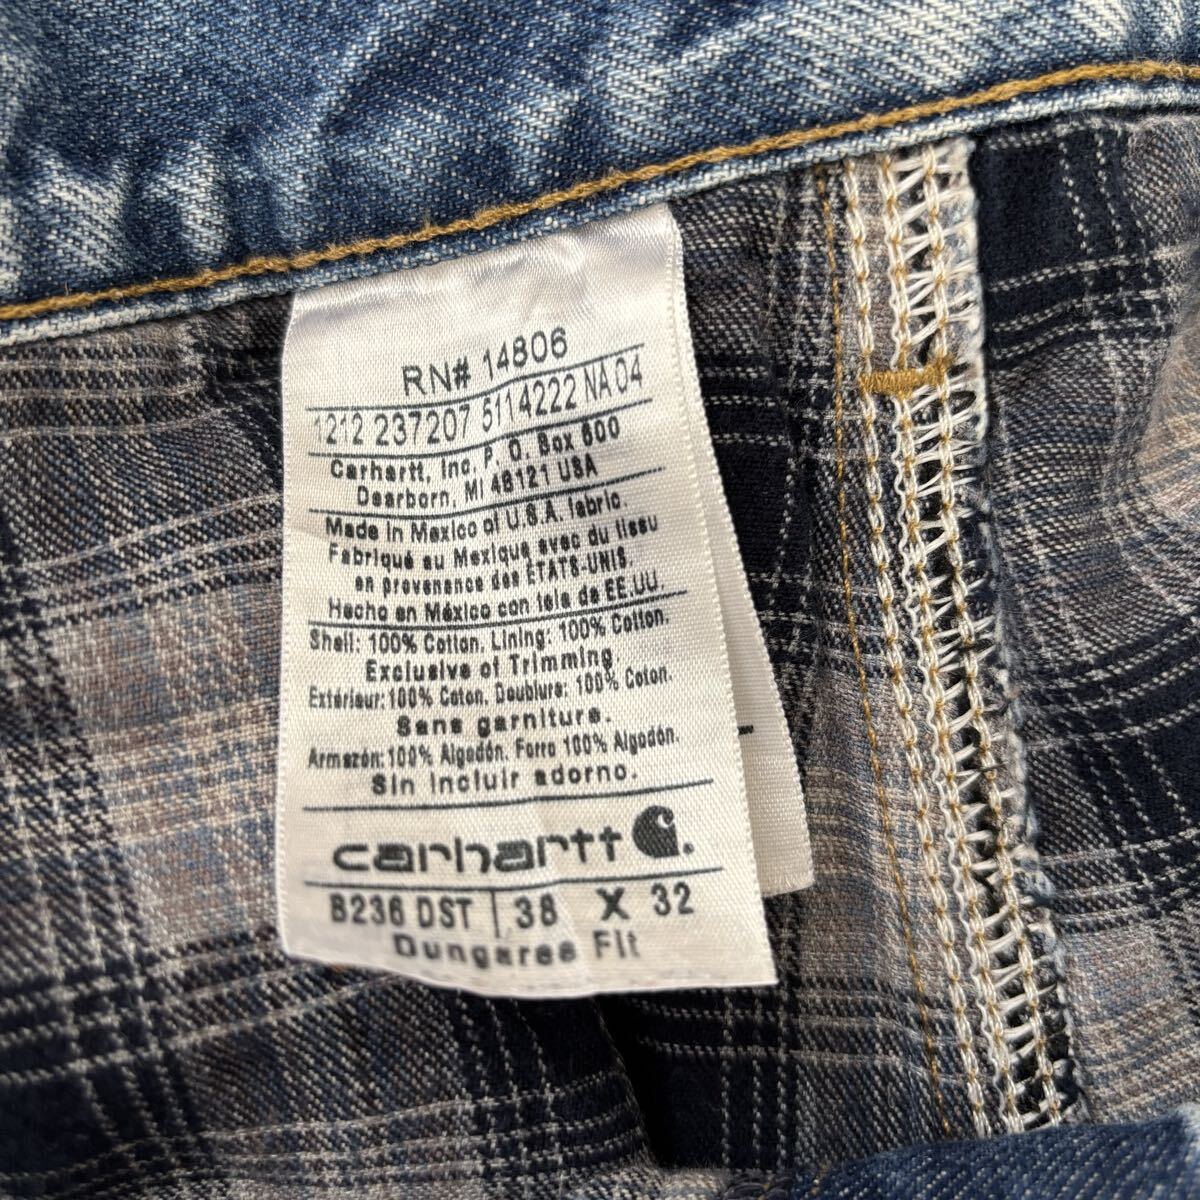 RN# 14806
1212 237207 5114222 NA 04
Carhartt, Inc. P. O. Box 600
Dearborn, MI 48121 USA
Made in Mexico of U.S.A. fabric.
Fabriqué au Mexique avec du tissu
en provenance des ÉTATS-UNIS.
Hecho en México con tela de EE.UU.
Shell: 100% Cotton. Lining: 100% Cotton.
Exclusive of Trimming
Extérieur: 100% Coton. Doublure: 100% Coton.
Sans garniture.
Armazón: 100% Algodón. Forro 100% Algodón.
Sin incluir adorno.
carhartt
B236 DST | 38 X 32
Dungaree Fit